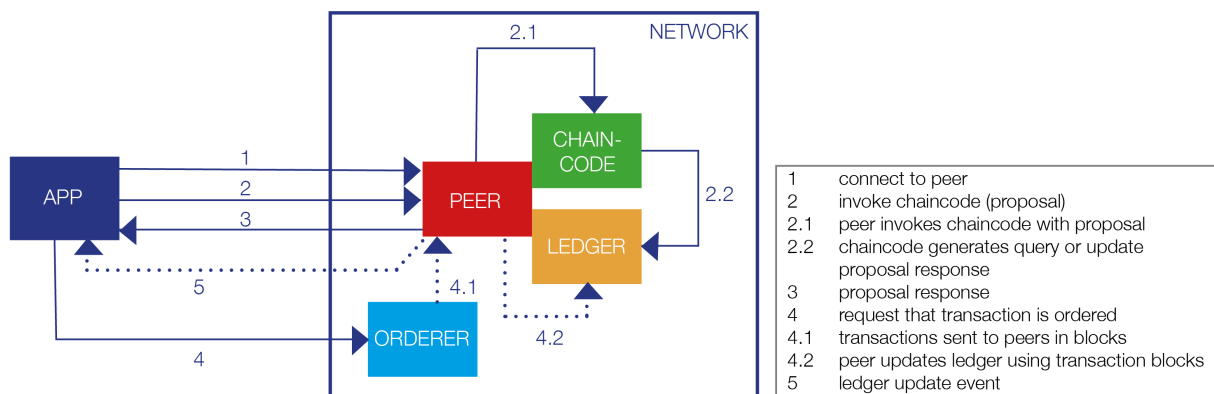 NETWORK
2.1
CHAIN-
CODE
APP
1
2
3
PEER
2.2
LEDGER
5
4.1
4.2
ORDERER
4
1 connect to peer
2 invoke chaincode (proposal)
2.1 peer invokes chaincode with proposal
2.2 chaincode generates query or update
proposal response
3 proposal response
4 request that transaction is ordered
4.1 transactions sent to peers in blocks
4.2 peer updates ledger using transaction blocks
5 ledger update event